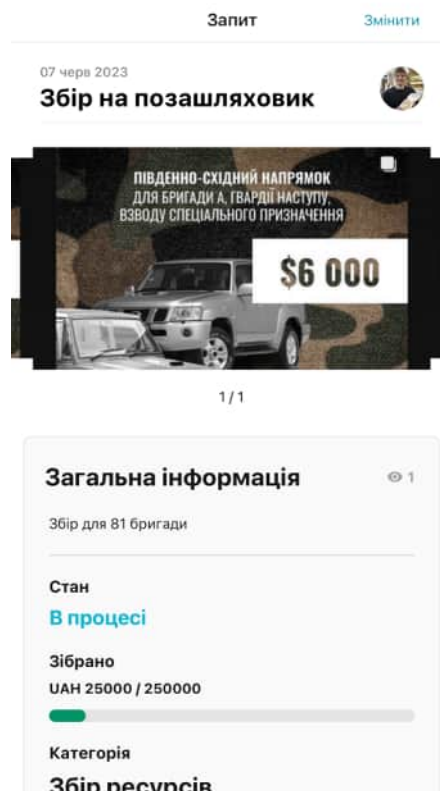 Запит
Змінити
07 черв 2023
Збір на позашляховик
ПІВДЕННО-СХІДНИЙ НАПРЯМОК
ДЛЯ БРИГАДИ А, ГВАРДІЇ НАСТУПУ,
ВЗВОДУ СПЕЦІАЛЬНОГО ПРИЗНАЧЕННЯ
$6 000
1 / 1
Загальна інформація
1
Збір для 81 бригади
Стан
В процесі
Зібрано
UAH 25000 / 250000
Категорія
Збір ресурсів